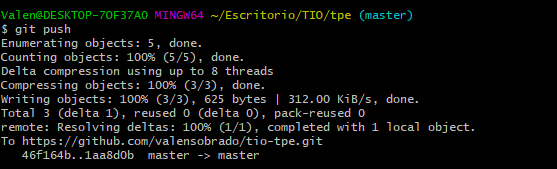 Valen@DESKTOP-7OF37A0 MINGW64 ~/Escritorio/TIO/tpe (master)
$ git push
Enumerating objects: 5, done.
Counting objects: 100% (5/5), done.
Delta compression using up to 8 threads
Compressing objects: 100% (3/3), done.
Writing objects: 100% (3/3), 625 bytes | 312.00 KiB/s, done.
Total 3 (delta 1), reused 0 (delta 0), pack-reused 0
remote: Resolving deltas: 100% (1/1), completed with 1 local object.
To https://github.com/valensobrado/tio-tpe.git
   46f164b..1aa8d0b  master -> master